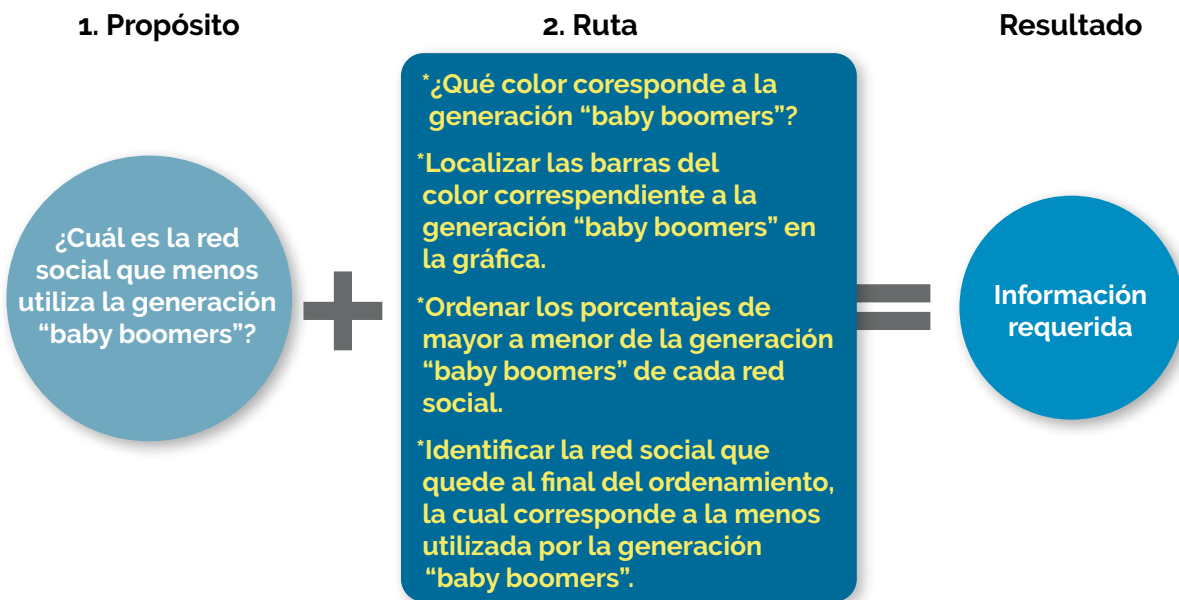 1. Propósito
2. Ruta
Resultado
¿Cuál es la red
social que menos
utiliza la generación
“baby boomers”?
*¿Qué color coresponde a la
generación “baby boomers”?
*Localizar las barras del
color correspendiente a la
generación “baby boomers” en
la gráfica.
*Ordenar los porcentajes de
mayor a menor de la generación
“baby boomers” de cada red
social.
*Identificar la red social que
quede al final del ordenamiento,
la cual corresponde a la menos
utilizada por la generación
“baby boomers”.
Información
requerida